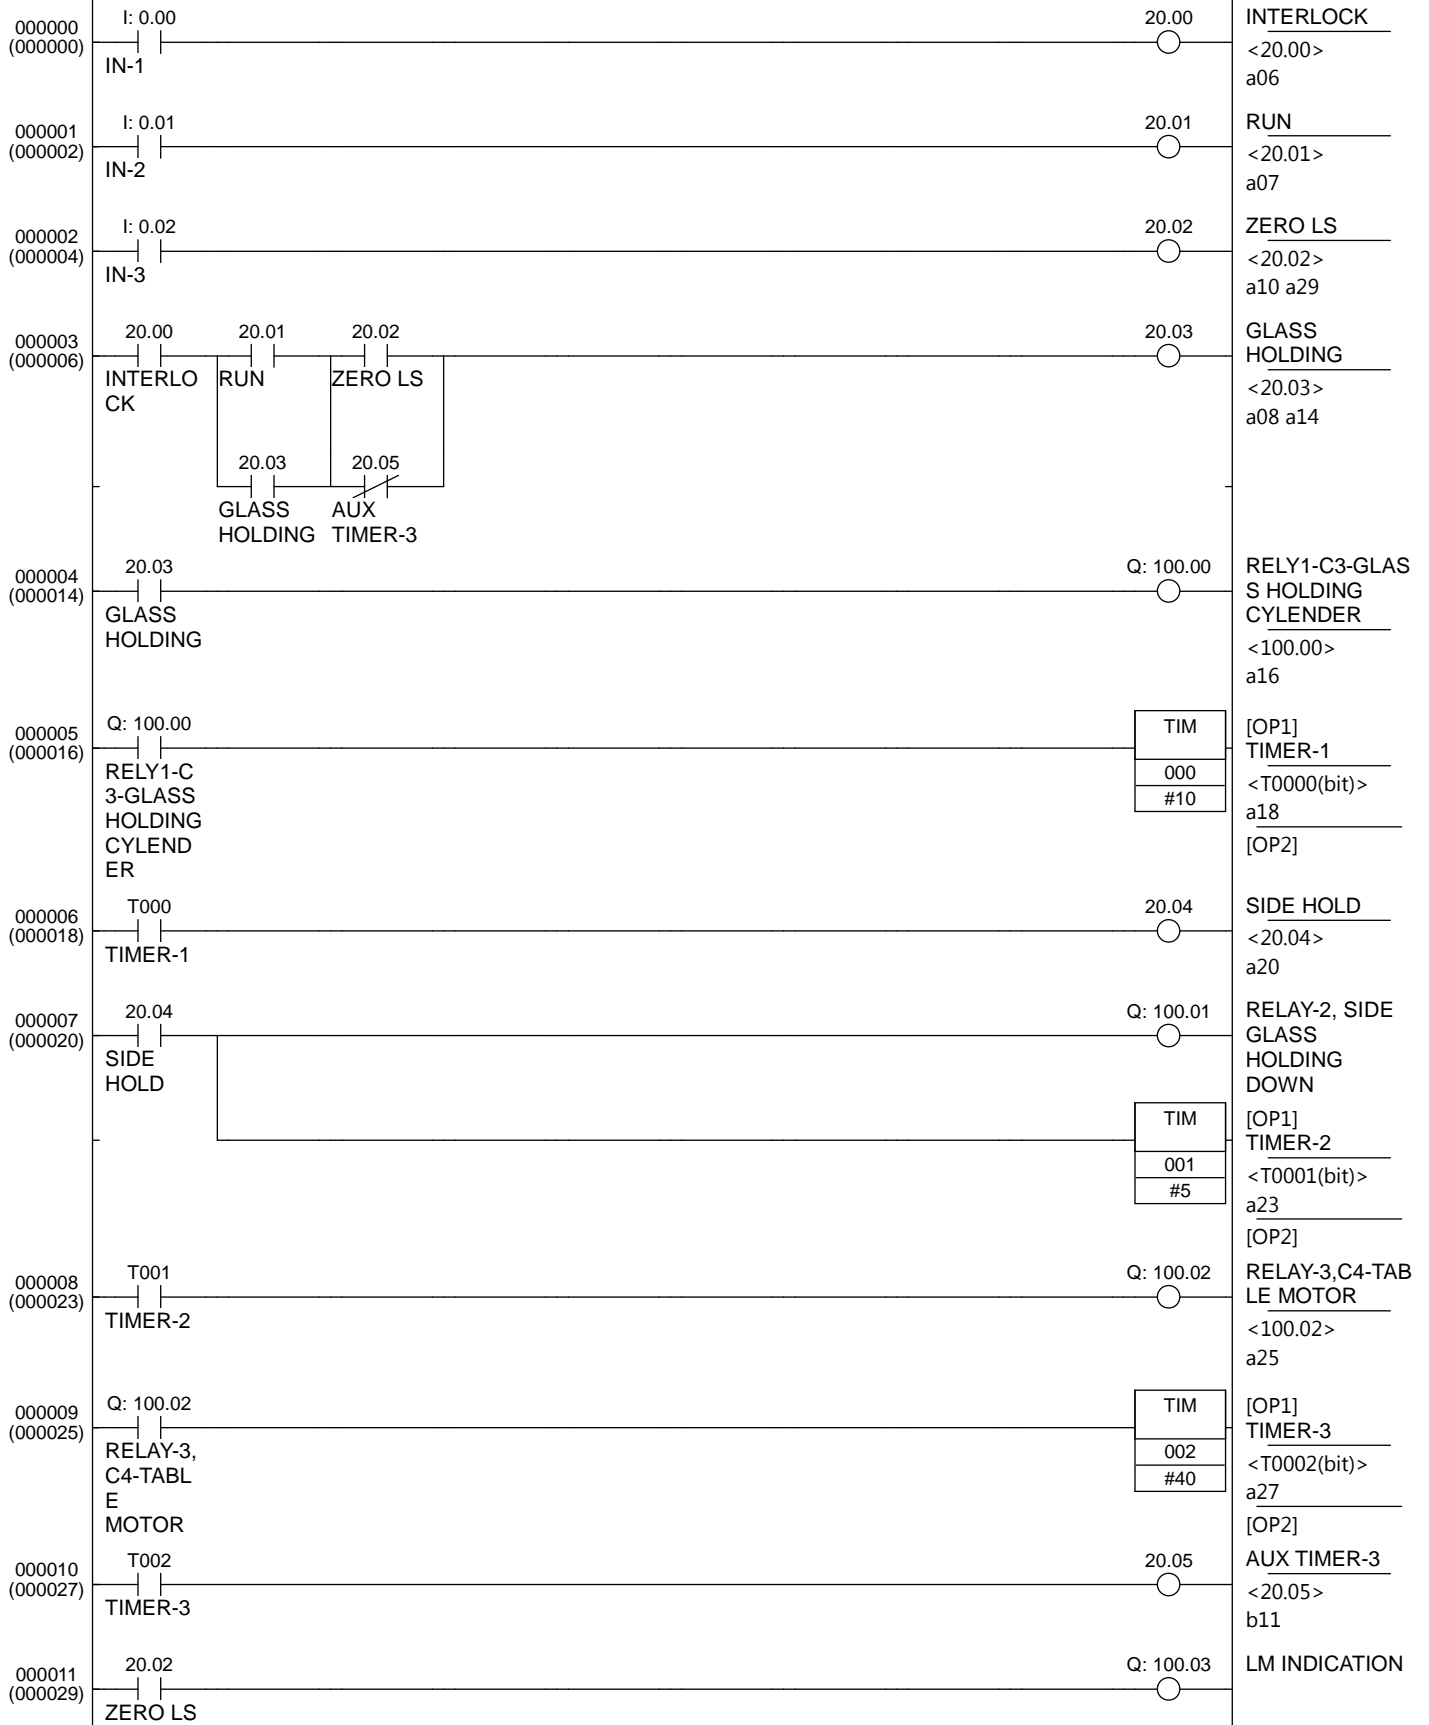 000000
(000000)
I: 0.00
IN-1
20.00
INTERLOCK
<20.00>
a06
000001
(000002)
I: 0.01
IN-2
20.01
RUN
<20.01>
a07
000002
(000004)
I: 0.02
IN-3
20.02
ZERO LS
<20.02>
a10 a29
000003
(000006)
20.00
INTERLO
CK
20.01
RUN
20.02
ZERO LS
20.03
GLASS
HOLDING
20.05
AUX
TIMER-3
20.03
GLASS
HOLDING
<20.03>
a08 a14
000004
(000014)
20.03
GLASS
HOLDING
Q: 100.00
RELY1-C3-GLAS
S HOLDING
CYLENDER
<100.00>
a16
000005
(000016)
Q: 100.00
RELY1-C
3-GLASS
HOLDING
CYLEND
ER
TIM
000
#10
[OP1]
TIMER-1
<T0000(bit)>
a18
[OP2]
000006
(000018)
T000
TIMER-1
20.04
SIDE HOLD
<20.04>
a20
000007
(000020)
20.04
SIDE
HOLD
Q: 100.01
RELAY-2, SIDE
GLASS
HOLDING
DOWN
TIM
001
#5
[OP1]
TIMER-2
<T0001(bit)>
a23
[OP2]
000008
(000023)
T001
TIMER-2
Q: 100.02
RELAY-3,C4-TAB
LE MOTOR
<100.02>
a25
000009
(000025)
Q: 100.02
RELAY-3,
C4-TABL
E
MOTOR
TIM
002
#40
[OP1]
TIMER-3
<T0002(bit)>
a27
[OP2]
000010
(000027)
T002
TIMER-3
20.05
AUX TIMER-3
<20.05>
b11
000011
(000029)
20.02
ZERO LS
Q: 100.03
LM INDICATION